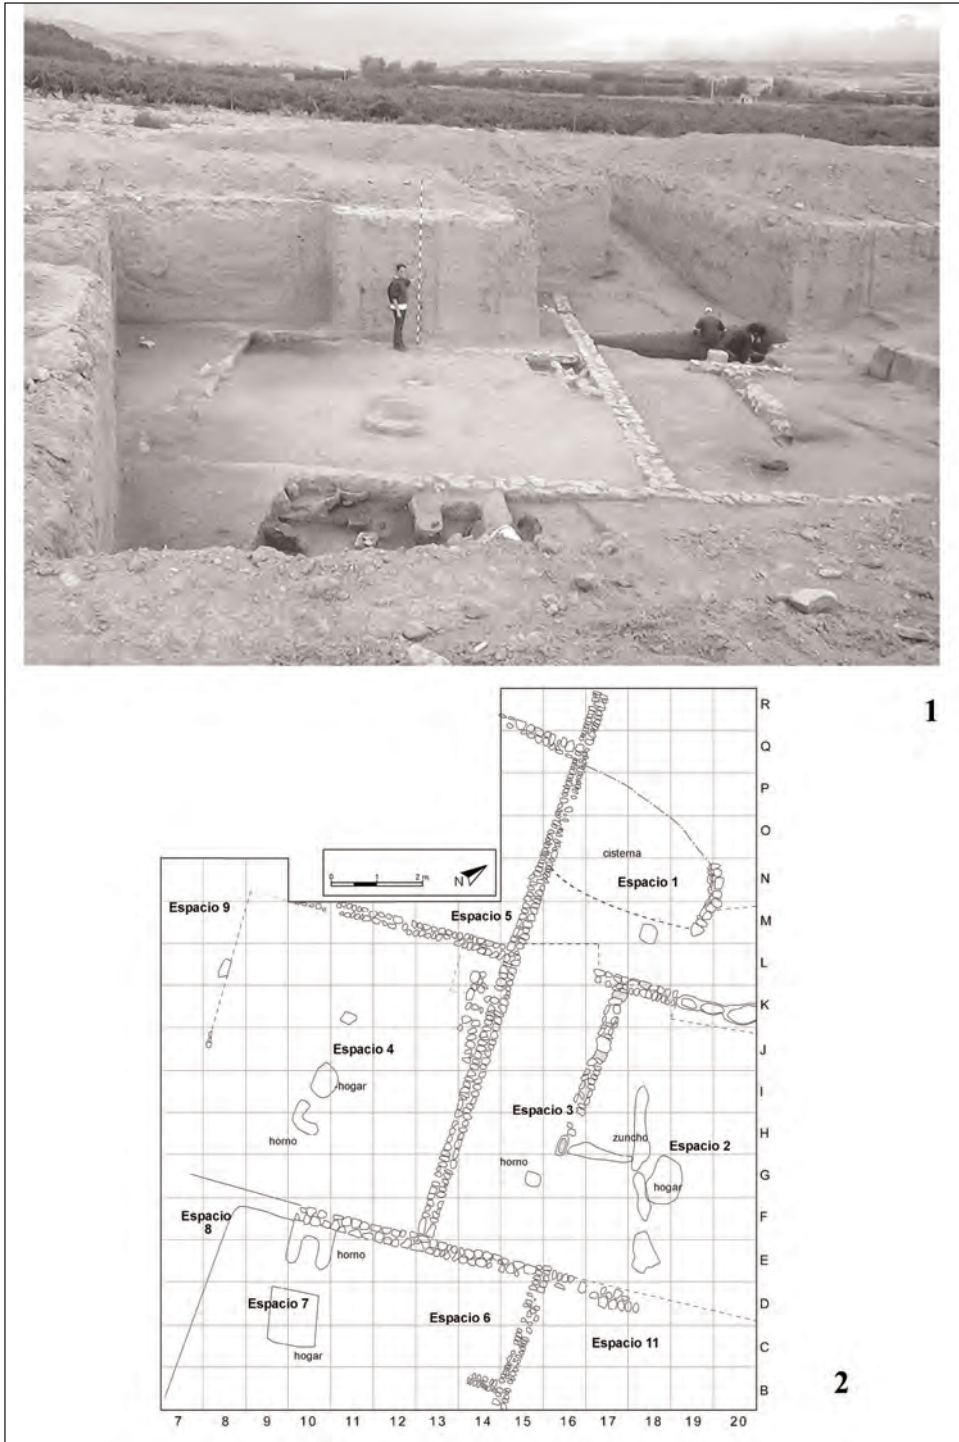 1
R
Q
P
O
cisterna
N
Espacio 1
0 1 2 m
N
Espacio 9
Espacio 5
M
L
K
Espacio 4
J
hogar
I
Espacio 3
horno
zuncho
Espacio 2
H
horno
G
hogar
Espacio
8
F
horno
E
Espacio 7
Espacio 6
D
Espacio 11
hogar
C
2
B
7 8 9 10 11 12 13 14 15 16 17 18 19 20